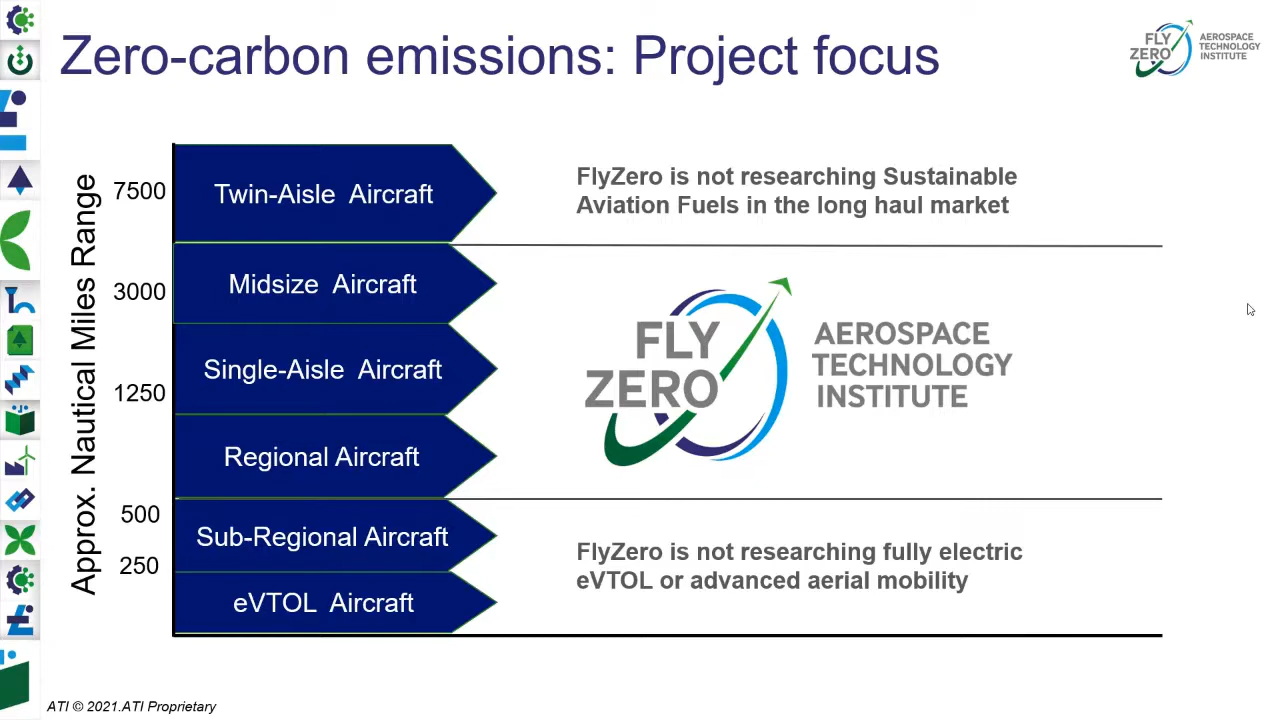 Zero-carbon emissions: Project focus
FLY
ZERO
AEROSPACE
TECHNOLOGY
INSTITUTE
Approx. Nautical Miles Range
7500
Twin-Aisle Aircraft
FlyZero is not researching Sustainable
Aviation Fuels in the long haul market
3000
Midsize Aircraft
1250
Single-Aisle Aircraft
Regional Aircraft
FLY
ZERO
AEROSPACE
TECHNOLOGY
INSTITUTE
500
Sub-Regional Aircraft
250
eVTOL Aircraft
FlyZero is not researching fully electric
eVTOL or advanced aerial mobility
ATI © 2021.ATI Proprietary